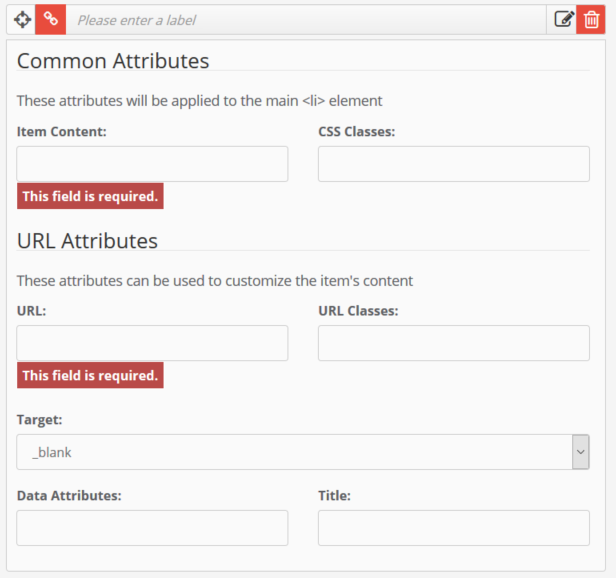 Please enter a label
Common Attributes
These attributes will be applied to the main <li> element
Item Content: CSS Classes:
This field is required.
URL Attributes
These attributes can be used to customize the item's content
URL: URL Classes:
This field is required.
Target:
_blank
Data Attributes: Title: